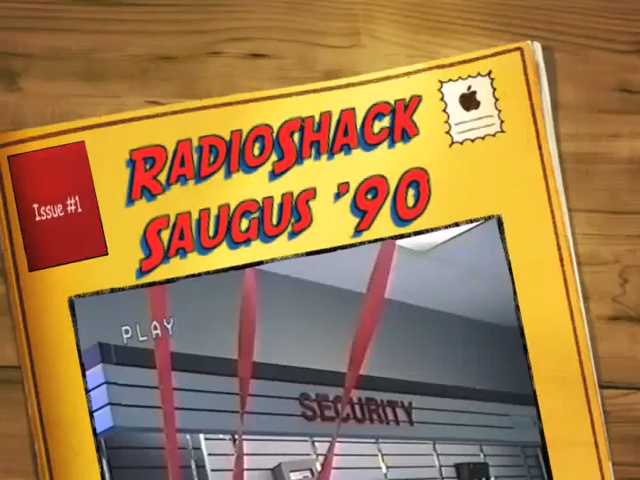 RADIOSHACK
SAUGUS '90
Issue #1
PLAY
SECURITY